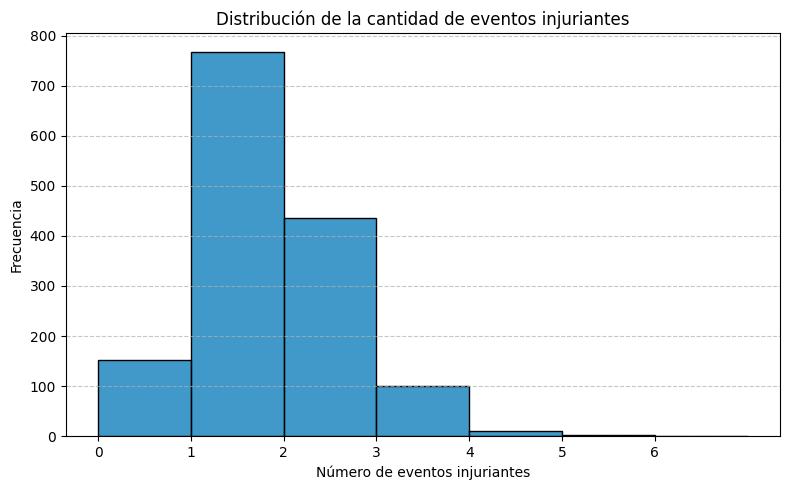 Distribución de la cantidad de eventos injuriantes
800
700
600
500
400
300
200
100
0
Frecuencia
0 1 2 3 4 5 6
Número de eventos injuriantes